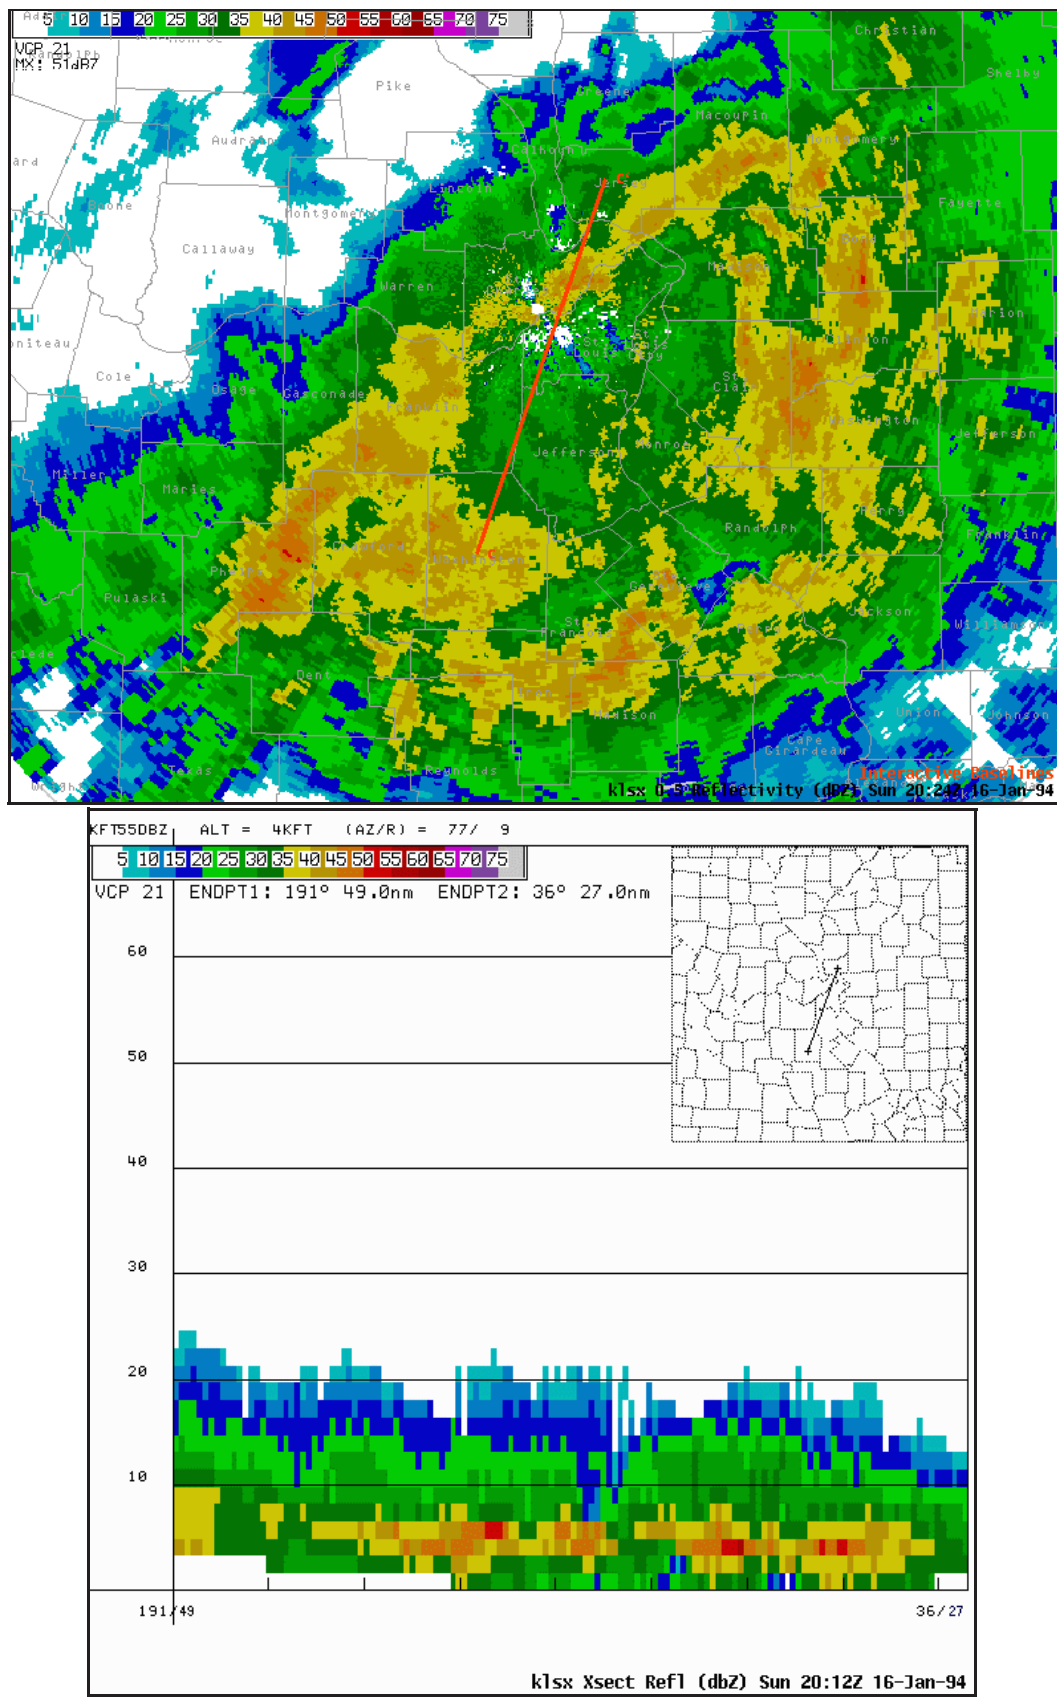 5 10 15 20 25 30 35 40 45 50 55 60 65 70 75
VCP 21
MX: 51dBZ
Christian
Shelby
Pike
Greene
Macoupin
Montgomery
Audrain
Calhoun
Lincoln
Jersey
Boone
Montgomery
Fayette
Callaway
Bond
Madison
Warren
Marion
Clinton
St. Louis
Cole
St. Clair
Osage
Gasconade
Franklin
Washington
Jefferson
Jefferson
Monroe
Miller
Maries
Perry
Randolph
Franklin
Crawford
Washington
C
Phelps
Pulaski
Genevieve
Jackson
Williamson
St. Francois
Perry
Dent
Iron
Madison
Union
Johnson
Cape Girardeau
Texas
Reynolds
Interactive Baselines
klsx 0.5 Reflectivity (dBZ) Sun 20:24Z 16-Jan-94
KFT 55DBZ ALT = 4KFT (AZ/R) = 77/ 9
5 10 15 20 25 30 35 40 45 50 55 60 65 70 75
VCP 21 ENDPT1: 191° 49.0nm ENDPT2: 36° 27.0nm
60
50
40
30
20
10
191/49
36/27
klsx Xsect Refl (dbZ) Sun 20:12Z 16-Jan-94